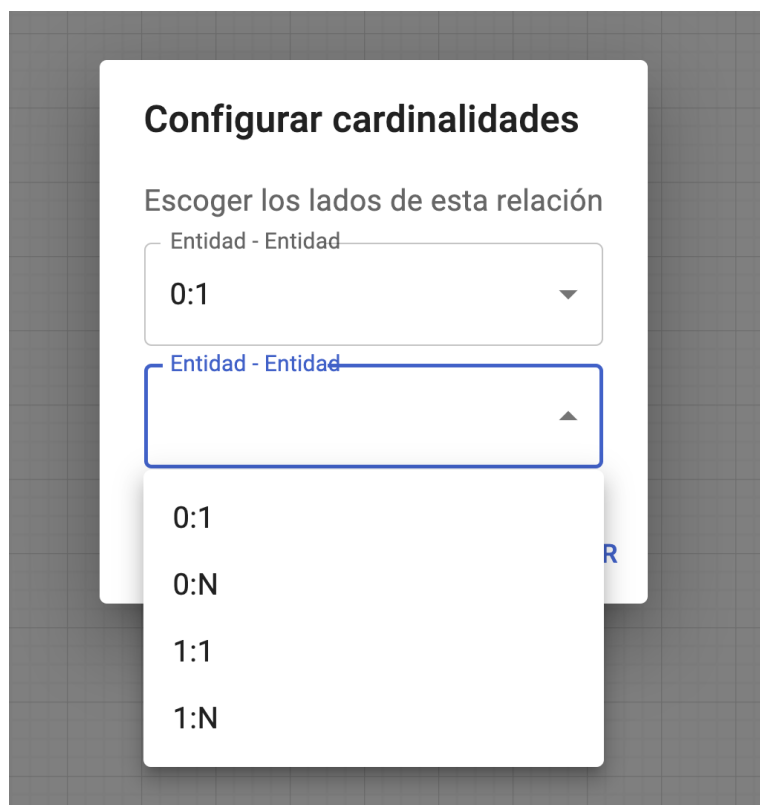 Configurar cardinalidades
Escoger los lados de esta relación
Entidad - Entidad
0:1
Entidad - Entidad
0:1
0:N
1:1
1:N
R